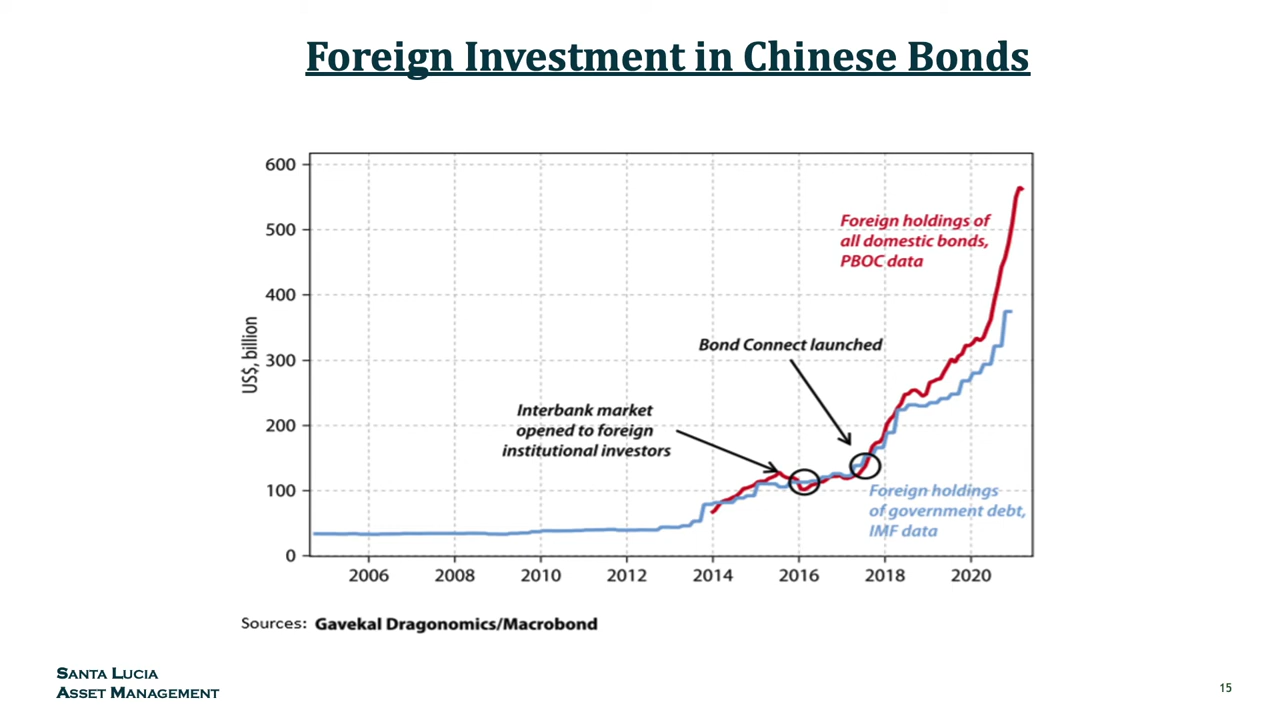 Foreign Investment in Chinese Bonds
600
500
400
300
200
100
0
US$, billion
Foreign holdings of
all domestic bonds,
PBOC data
Bond Connect launched
Interbank market
opened to foreign
institutional investors
Foreign holdings
of government debt,
IMF data
2006 2008 2010 2012 2014 2016 2018 2020
Sources: Gavekal Dragonomics/Macrobond
SANTA LUCIA
ASSET MANAGEMENT
15